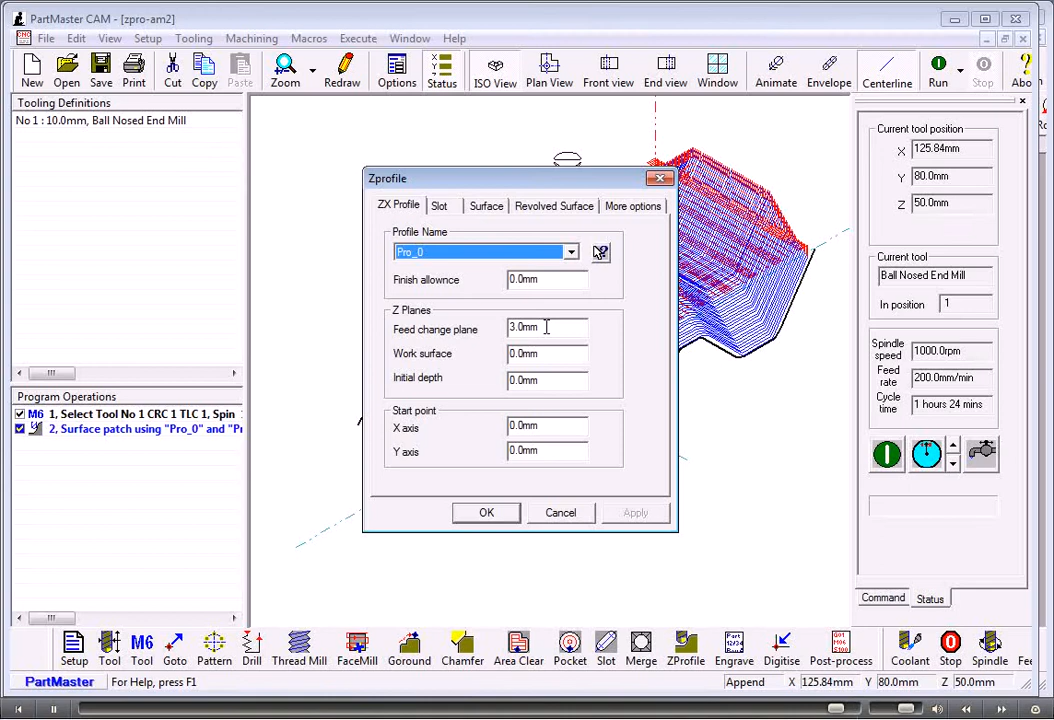 PartMaster CAM - [zpro-am2]
CNC
File Edit View Setup Tooling Machining Macros Execute Window Help
New Open Save Print Cut Copy Paste Zoom Redraw Options Status ISO View Plan View Front view End view Window Animate Envelope Centerline Run Stop Abou
Tooling Definitions
No 1 : 10.0mm, Ball Nosed End Mill
Program Operations
M6 1, Select Tool No 1 CRC 1 TLC 1, Spin
2, Surface patch using "Pro_0" and "Pr
Zprofile
ZX Profile Slot Surface Revolved Surface More options
Profile Name
Pro_0
Finish allownce 0.0mm
Z Planes
Feed change plane 3.0mm
Work surface 0.0mm
Initial depth 0.0mm
Start point
X axis 0.0mm
Y axis 0.0mm
OK Cancel Apply
Current tool position
X 125.84mm
Y 80.0mm
Z 50.0mm
Current tool
Ball Nosed End Mill
In position 1
Spindle speed 1000.0rpm
Feed rate 200.0mm/min
Cycle time 1 hours 24 mins
Command Status
Setup Tool M6 Tool Goto Pattern Drill Thread Mill FaceMill Goround Chamfer Area Clear Pocket Slot Merge ZProfile Engrave Digitise Post-process Coolant Stop Spindle Fee
PartMaster For Help, press F1 Append X 125.84mm Y 80.0mm Z 50.0mm